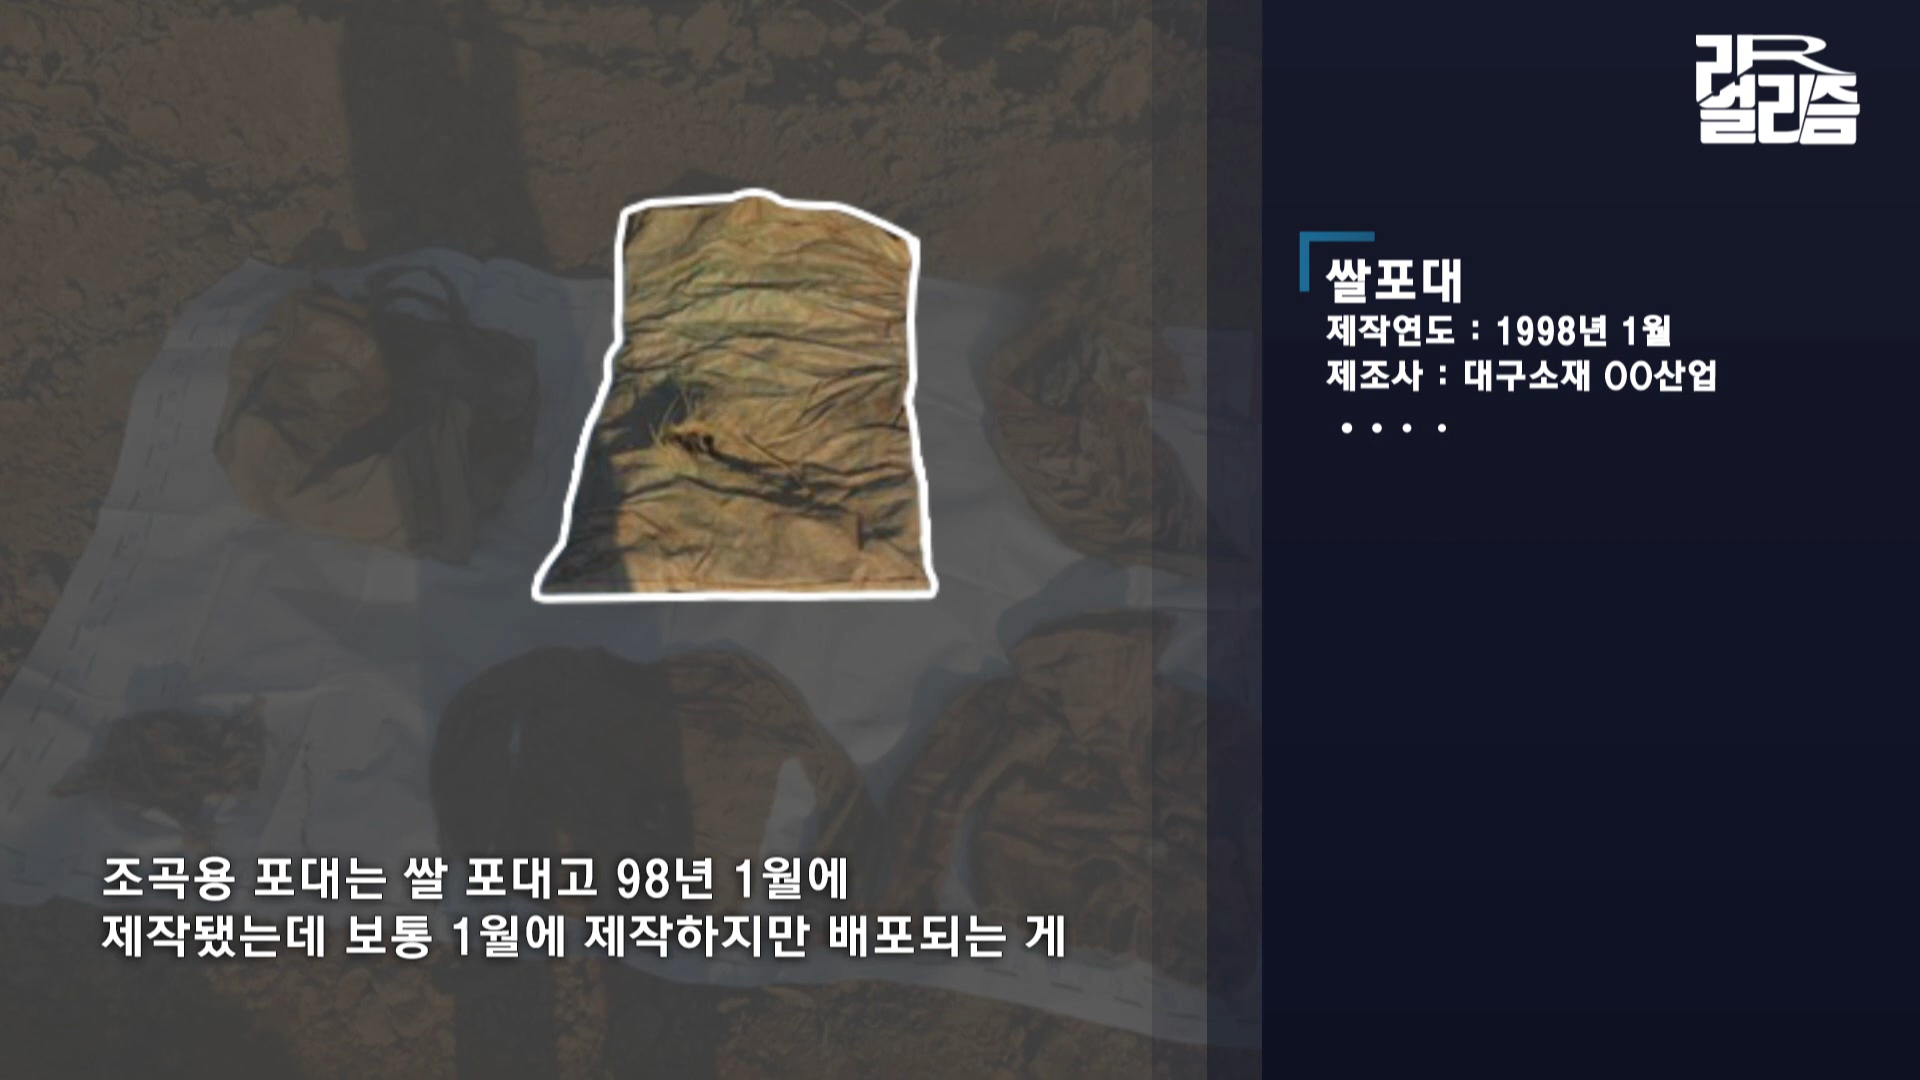 리얼리즘
쌀포대
제작연도 : 1998년 1월
제조사 : 대구소재 OO산업
• • • •
조곡용 포대는 쌀 포대고 98년 1월에
제작됐는데 보통 1월에 제작하지만 배포되는 게